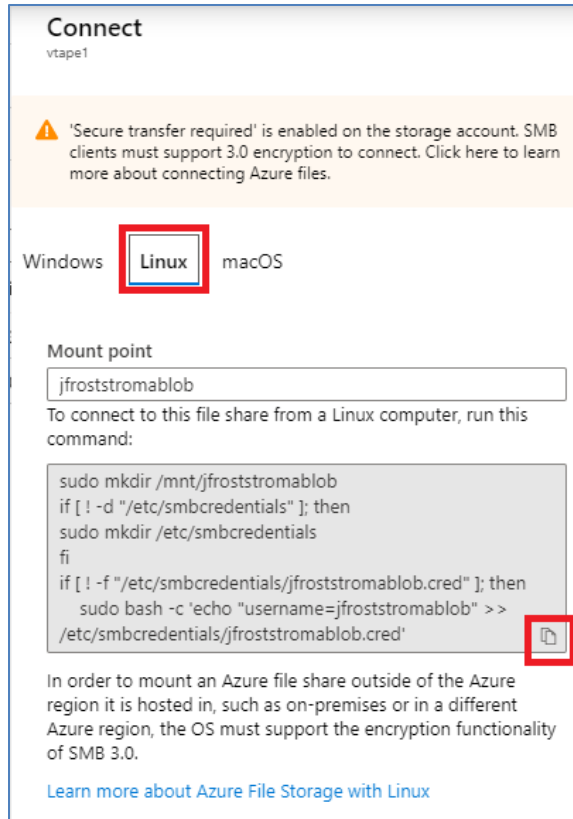 Connect
vtape1
'Secure transfer required' is enabled on the storage account. SMB
clients must support 3.0 encryption to connect. Click here to learn
more about connecting Azure files.
Windows Linux macOS
Mount point
jfroststromablob
To connect to this file share from a Linux computer, run this
command:
sudo mkdir /mnt/jfroststromablob
if [ ! -d "/etc/smbcredentials" ]; then
sudo mkdir /etc/smbcredentials
fi
if [ ! -f "/etc/smbcredentials/jfroststromablob.cred" ]; then
    sudo bash -c 'echo "username=jfroststromablob" >>
/etc/smbcredentials/jfroststromablob.cred'
In order to mount an Azure file share outside of the Azure
region it is hosted in, such as on-premises or in a different
Azure region, the OS must support the encryption functionality
of SMB 3.0.
Learn more about Azure File Storage with Linux